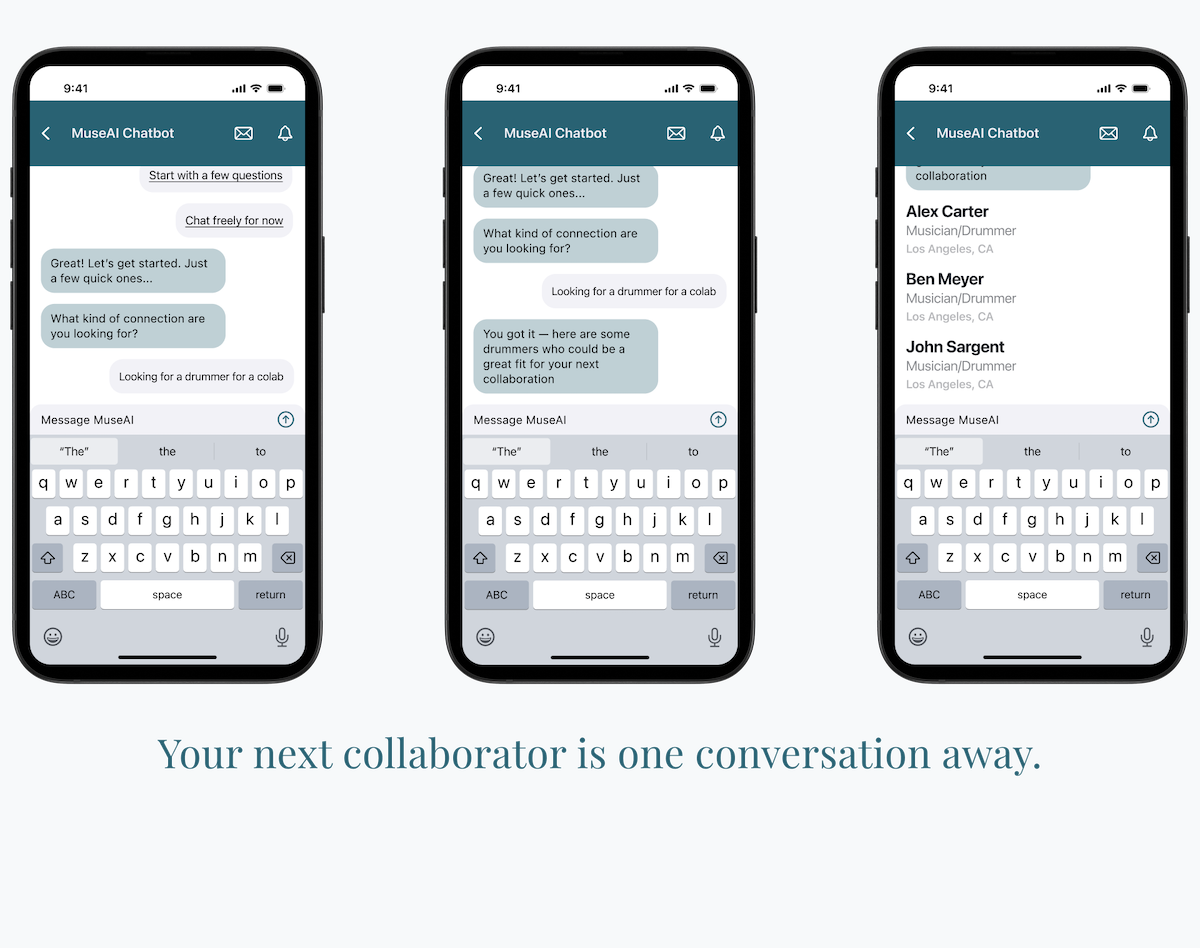 9:41
MuseAI Chatbot
Start with a few questions
Chat freely for now
Great! Let's get started. Just
a few quick ones...
What kind of connection are
you looking for?
Looking for a drummer for a colab
Message MuseAI
“The”
the
to
q w e r t y u i o p
a s d f g h j k l
z x c v b n m
ABC
space
return
9:41
MuseAI Chatbot
Great! Let's get started. Just
a few quick ones...
What kind of connection are
you looking for?
Looking for a drummer for a colab
You got it — here are some
drummers who could be a
great fit for your next
collaboration
Message MuseAI
“The”
the
to
q w e r t y u i o p
a s d f g h j k l
z x c v b n m
ABC
space
return
9:41
MuseAI Chatbot
collaboration
Alex Carter
Musician/Drummer
Los Angeles, CA
Ben Meyer
Musician/Drummer
Los Angeles, CA
John Sargent
Musician/Drummer
Los Angeles, CA
Message MuseAI
“The”
the
to
q w e r t y u i o p
a s d f g h j k l
z x c v b n m
ABC
space
return
Your next collaborator is one conversation away.